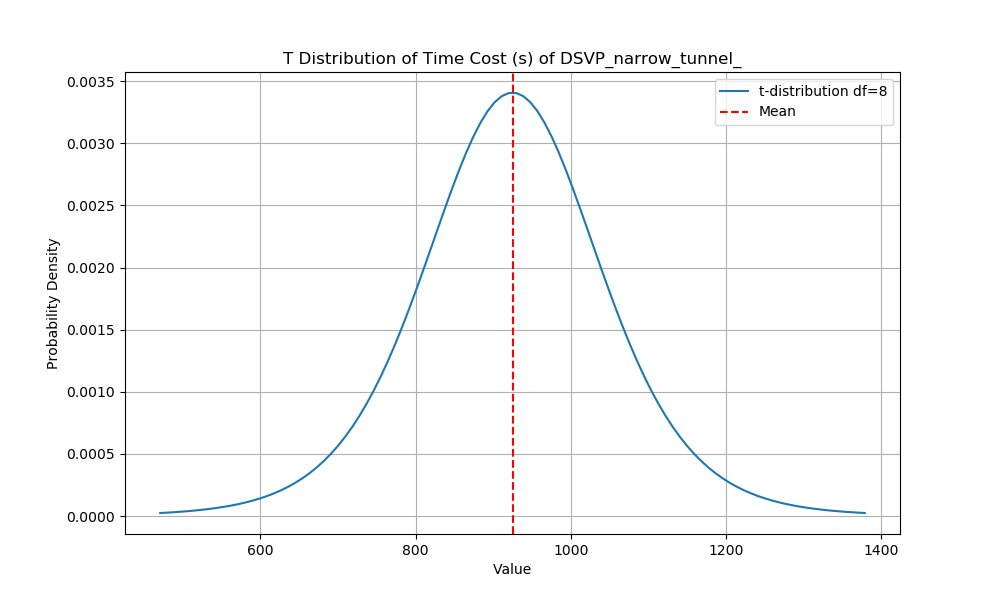 T Distribution of Time Cost (s) of DSVP_narrow_tunnel_
t-distribution df=8
Mean
Probability Density
0.0035
0.0030
0.0025
0.0020
0.0015
0.0010
0.0005
0.0000
600
800
1000
1200
1400
Value